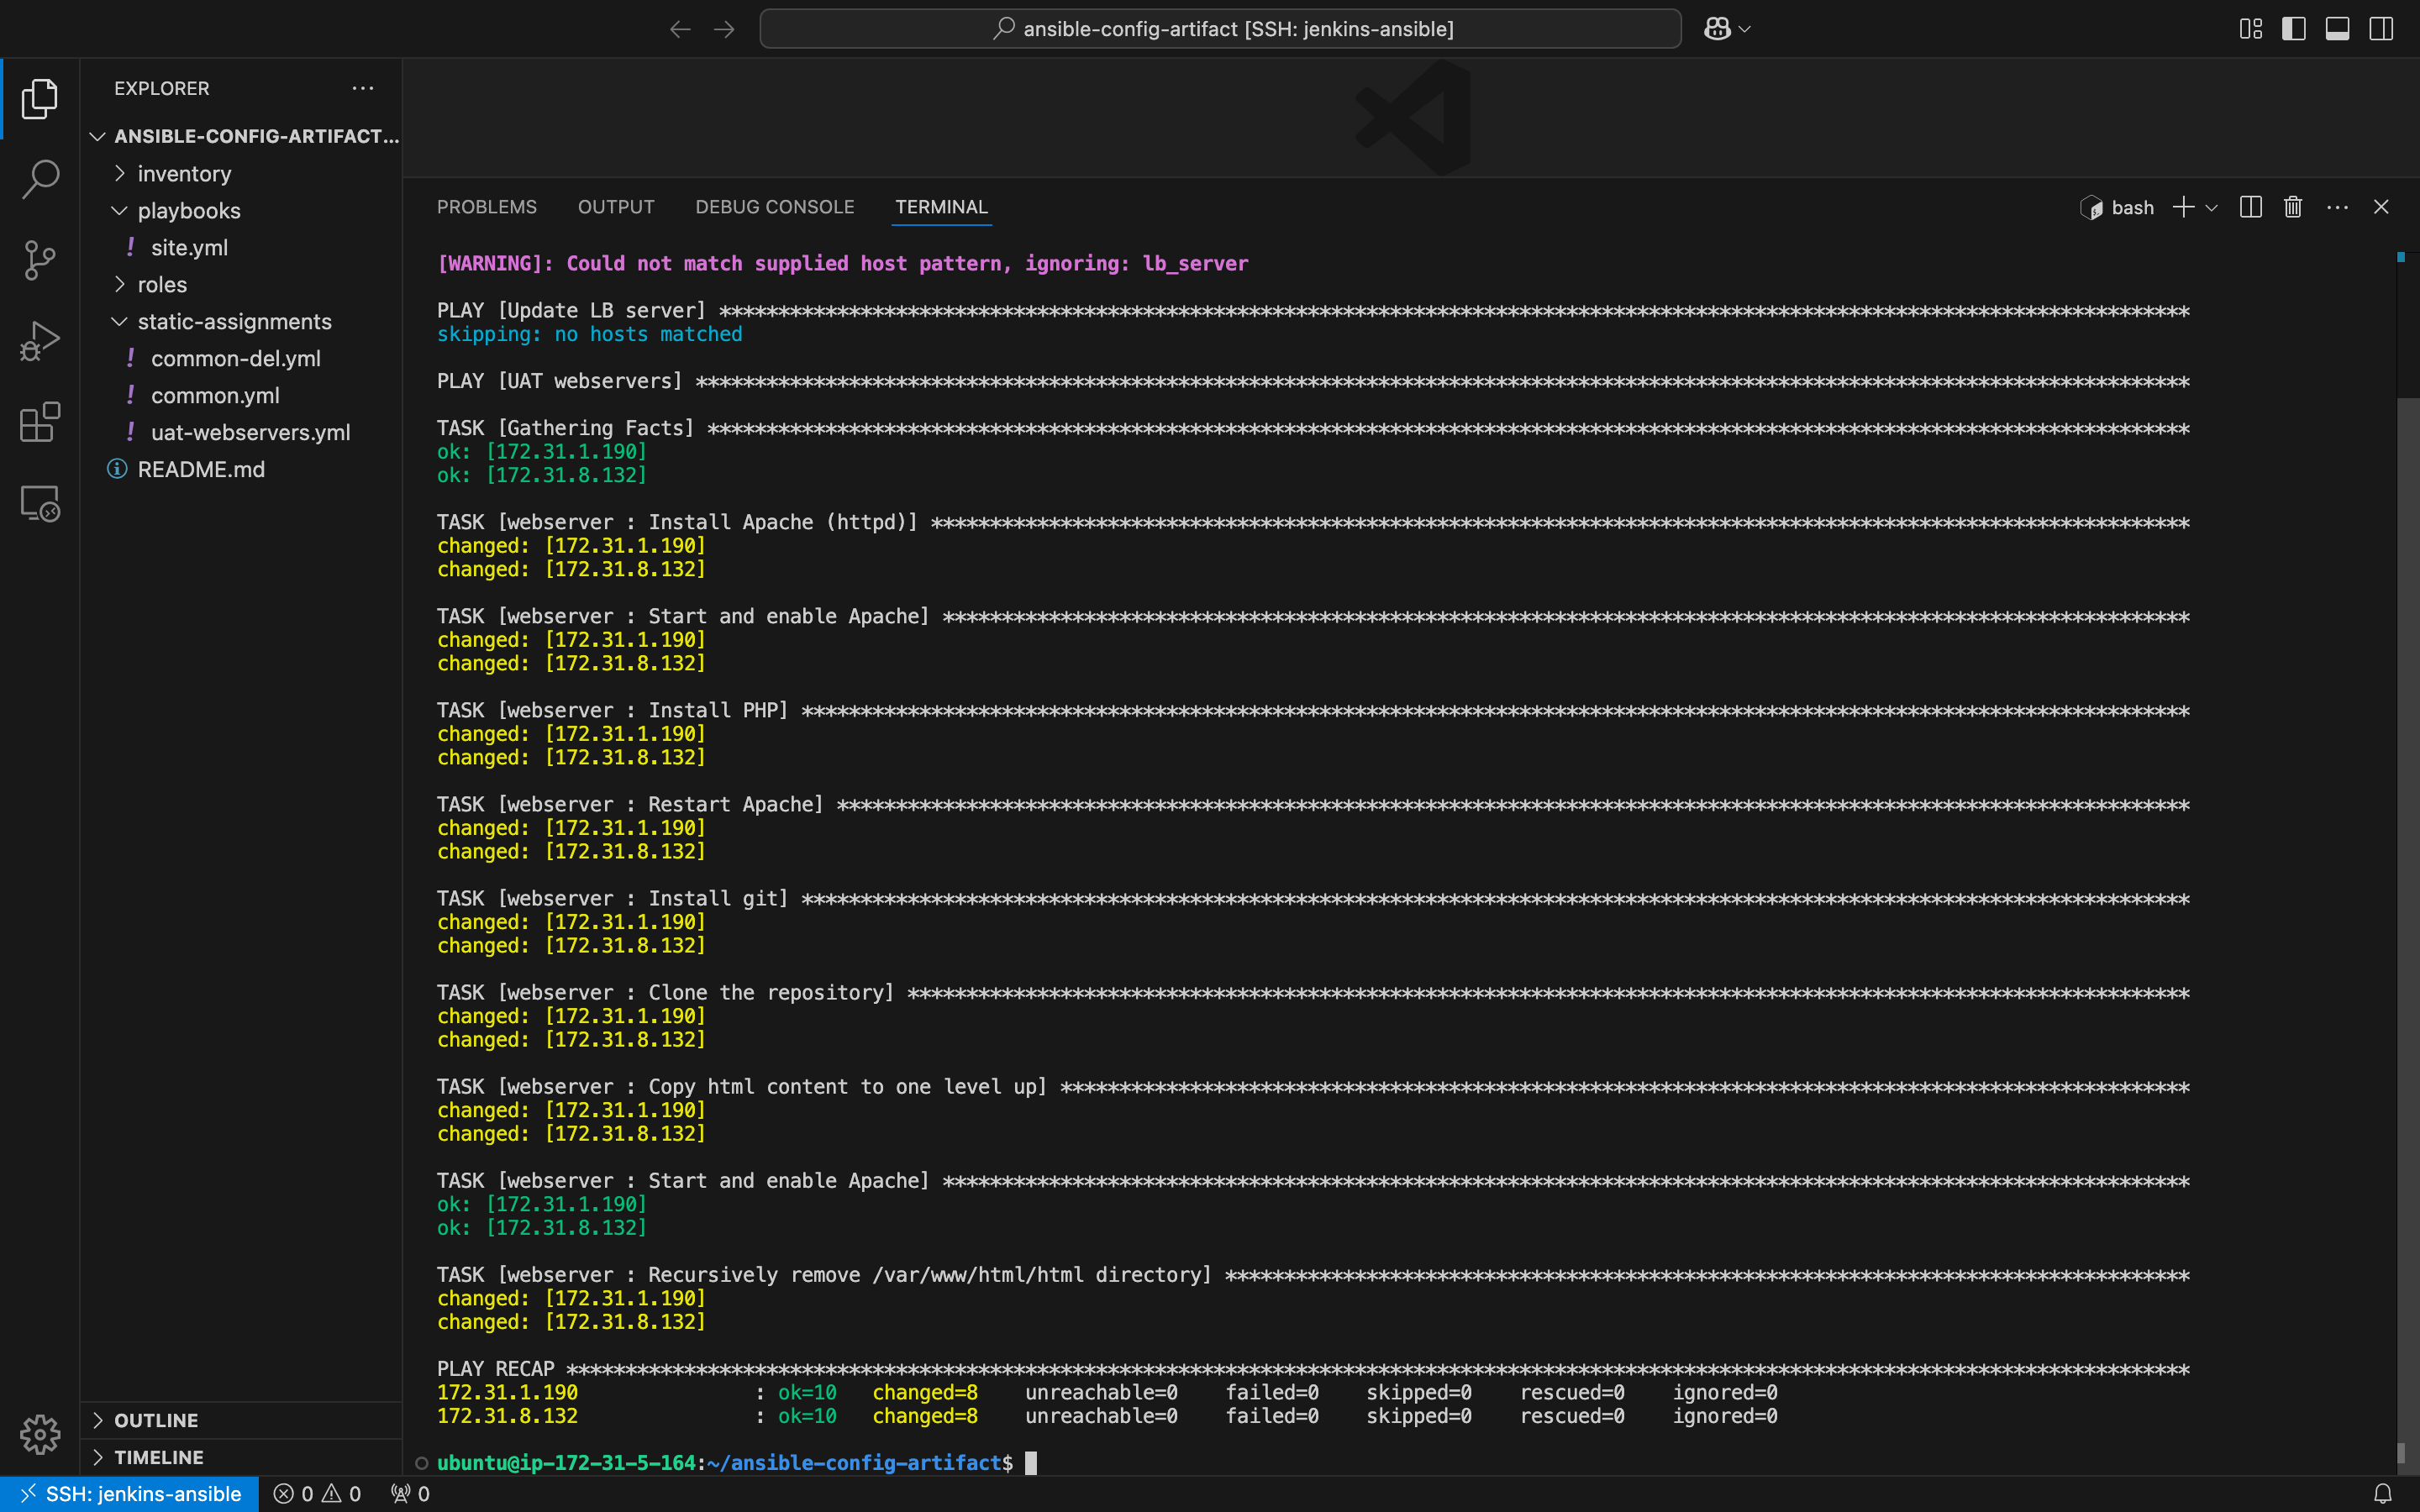 ansible-config-artifact [SSH: jenkins-ansible]
EXPLORER
ANSIBLE-CONFIG-ARTIFACT...
inventory
playbooks
! site.yml
roles
static-assignments
! common-del.yml
! common.yml
! uat-webservers.yml
README.md
OUTLINE
TIMELINE
PROBLEMS OUTPUT DEBUG CONSOLE TERMINAL
bash
[WARNING]: Could not match supplied host pattern, ignoring: lb_server
PLAY [Update LB server] *****************************************************************************************************************************
skipping: no hosts matched
PLAY [UAT webservers] *******************************************************************************************************************************
TASK [Gathering Facts] ******************************************************************************************************************************
ok: [172.31.1.190]
ok: [172.31.8.132]
TASK [webserver : Install Apache (httpd)] ***********************************************************************************************************
changed: [172.31.1.190]
changed: [172.31.8.132]
TASK [webserver : Start and enable Apache] **********************************************************************************************************
changed: [172.31.1.190]
changed: [172.31.8.132]
TASK [webserver : Install PHP] **********************************************************************************************************************
changed: [172.31.1.190]
changed: [172.31.8.132]
TASK [webserver : Restart Apache] *******************************************************************************************************************
changed: [172.31.1.190]
changed: [172.31.8.132]
TASK [webserver : Install git] **********************************************************************************************************************
changed: [172.31.1.190]
changed: [172.31.8.132]
TASK [webserver : Clone the repository] *************************************************************************************************************
changed: [172.31.1.190]
changed: [172.31.8.132]
TASK [webserver : Copy html content to one level up] ************************************************************************************************
changed: [172.31.1.190]
changed: [172.31.8.132]
TASK [webserver : Start and enable Apache] **********************************************************************************************************
ok: [172.31.1.190]
ok: [172.31.8.132]
TASK [webserver : Recursively remove /var/www/html/html directory] **********************************************************************************
changed: [172.31.1.190]
changed: [172.31.8.132]
PLAY RECAP ******************************************************************************************************************************************
172.31.1.190 : ok=10 changed=8 unreachable=0 failed=0 skipped=0 rescued=0 ignored=0
172.31.8.132 : ok=10 changed=8 unreachable=0 failed=0 skipped=0 rescued=0 ignored=0
ubuntu@ip-172-31-5-164:~/ansible-config-artifact$
SSH: jenkins-ansible 0 0 0